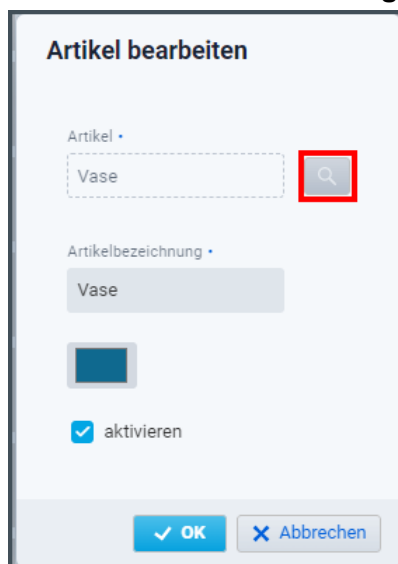 Artikel bearbeiten
Artikel •
Vase
Artikelbezeichnung •
Vase
aktivieren
OK
Abbrechen